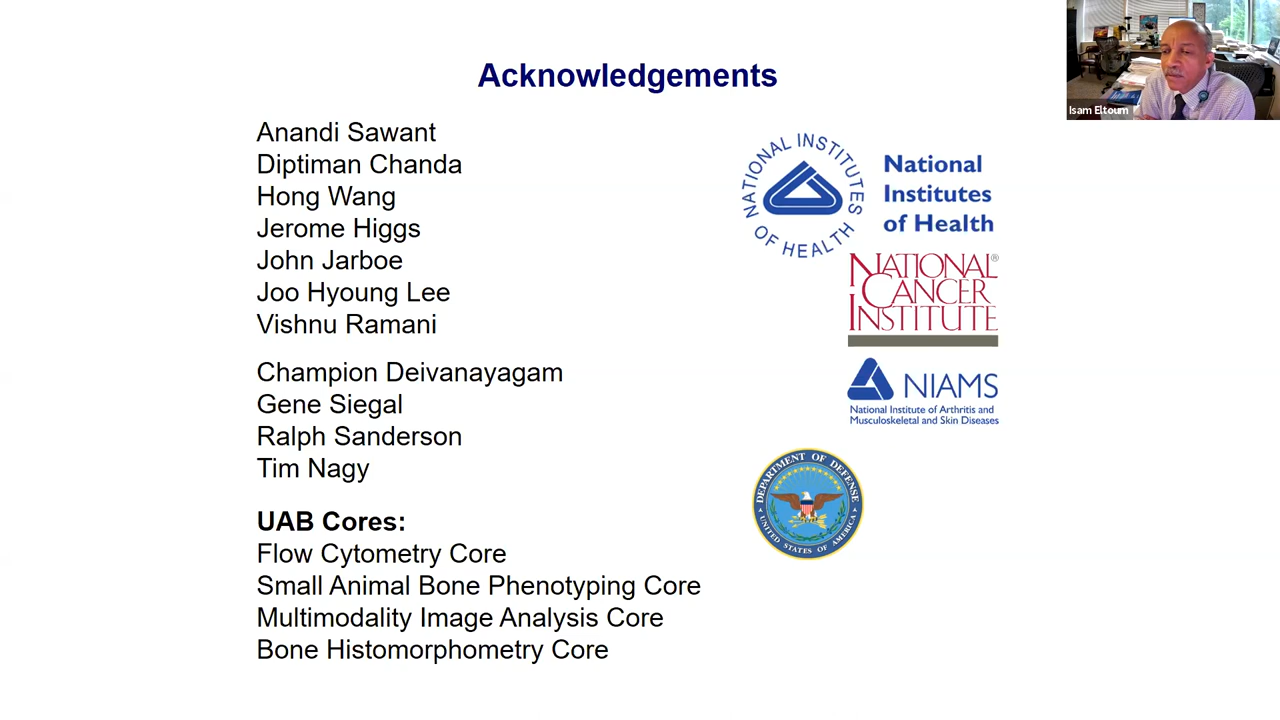 Acknowledgements
Isam Eltoum
Anandi Sawant
Diptiman Chanda
Hong Wang
Jerome Higgs
John Jarboe
Joo Hyoung Lee
Vishnu Ramani
Champion Deivanayagam
Gene Siegal
Ralph Sanderson
Tim Nagy
UAB Cores:
Flow Cytometry Core
Small Animal Bone Phenotyping Core
Multimodality Image Analysis Core
Bone Histomorphometry Core
NATIONAL INSTITUTES OF HEALTH
National
Institutes
of Health
NATIONAL®
CANCER
INSTITUTE
NIAMS
National Institute of Arthritis and
Musculoskeletal and Skin Diseases
DEPARTMENT OF DEFENSE
UNITED STATES OF AMERICA